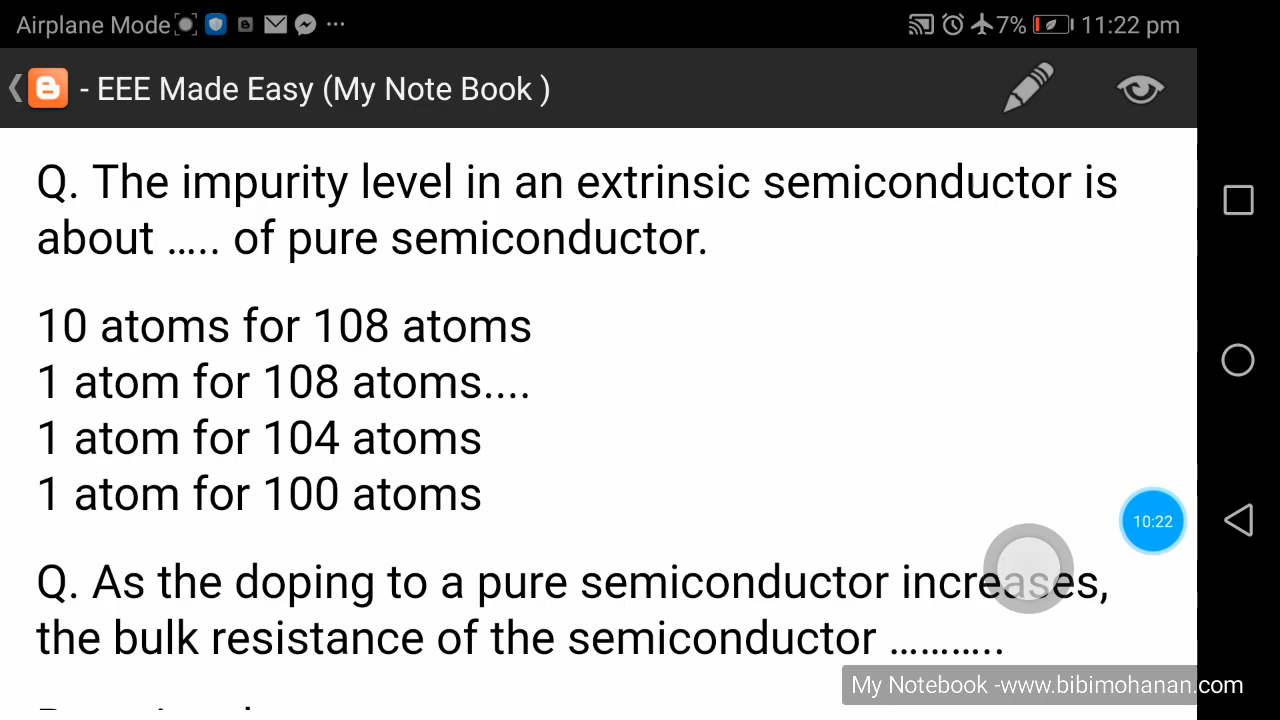 Airplane Mode ... 7% 11:22 pm
- EEE Made Easy (My Note Book )
Q. The impurity level in an extrinsic semiconductor is
about ….. of pure semiconductor.
10 atoms for 108 atoms
1 atom for 108 atoms....
1 atom for 104 atoms
1 atom for 100 atoms
10:22
Q. As the doping to a pure semiconductor increases,
the bulk resistance of the semiconductor ………..
My Notebook -www.bibimohanan.com